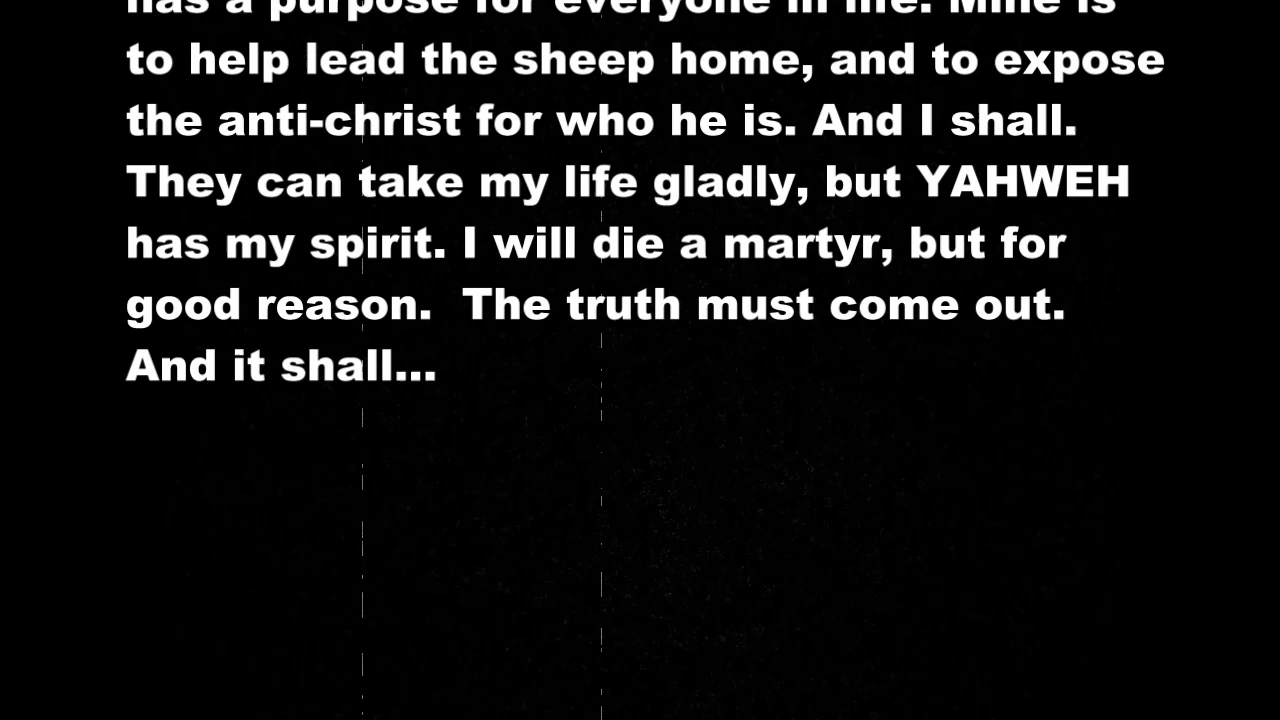 has a purpose for everyone in life. Mine is
to help lead the sheep home, and to expose
the anti-christ for who he is. And I shall.
They can take my life gladly, but YAHWEH
has my spirit. I will die a martyr, but for
good reason.  The truth must come out.
And it shall...